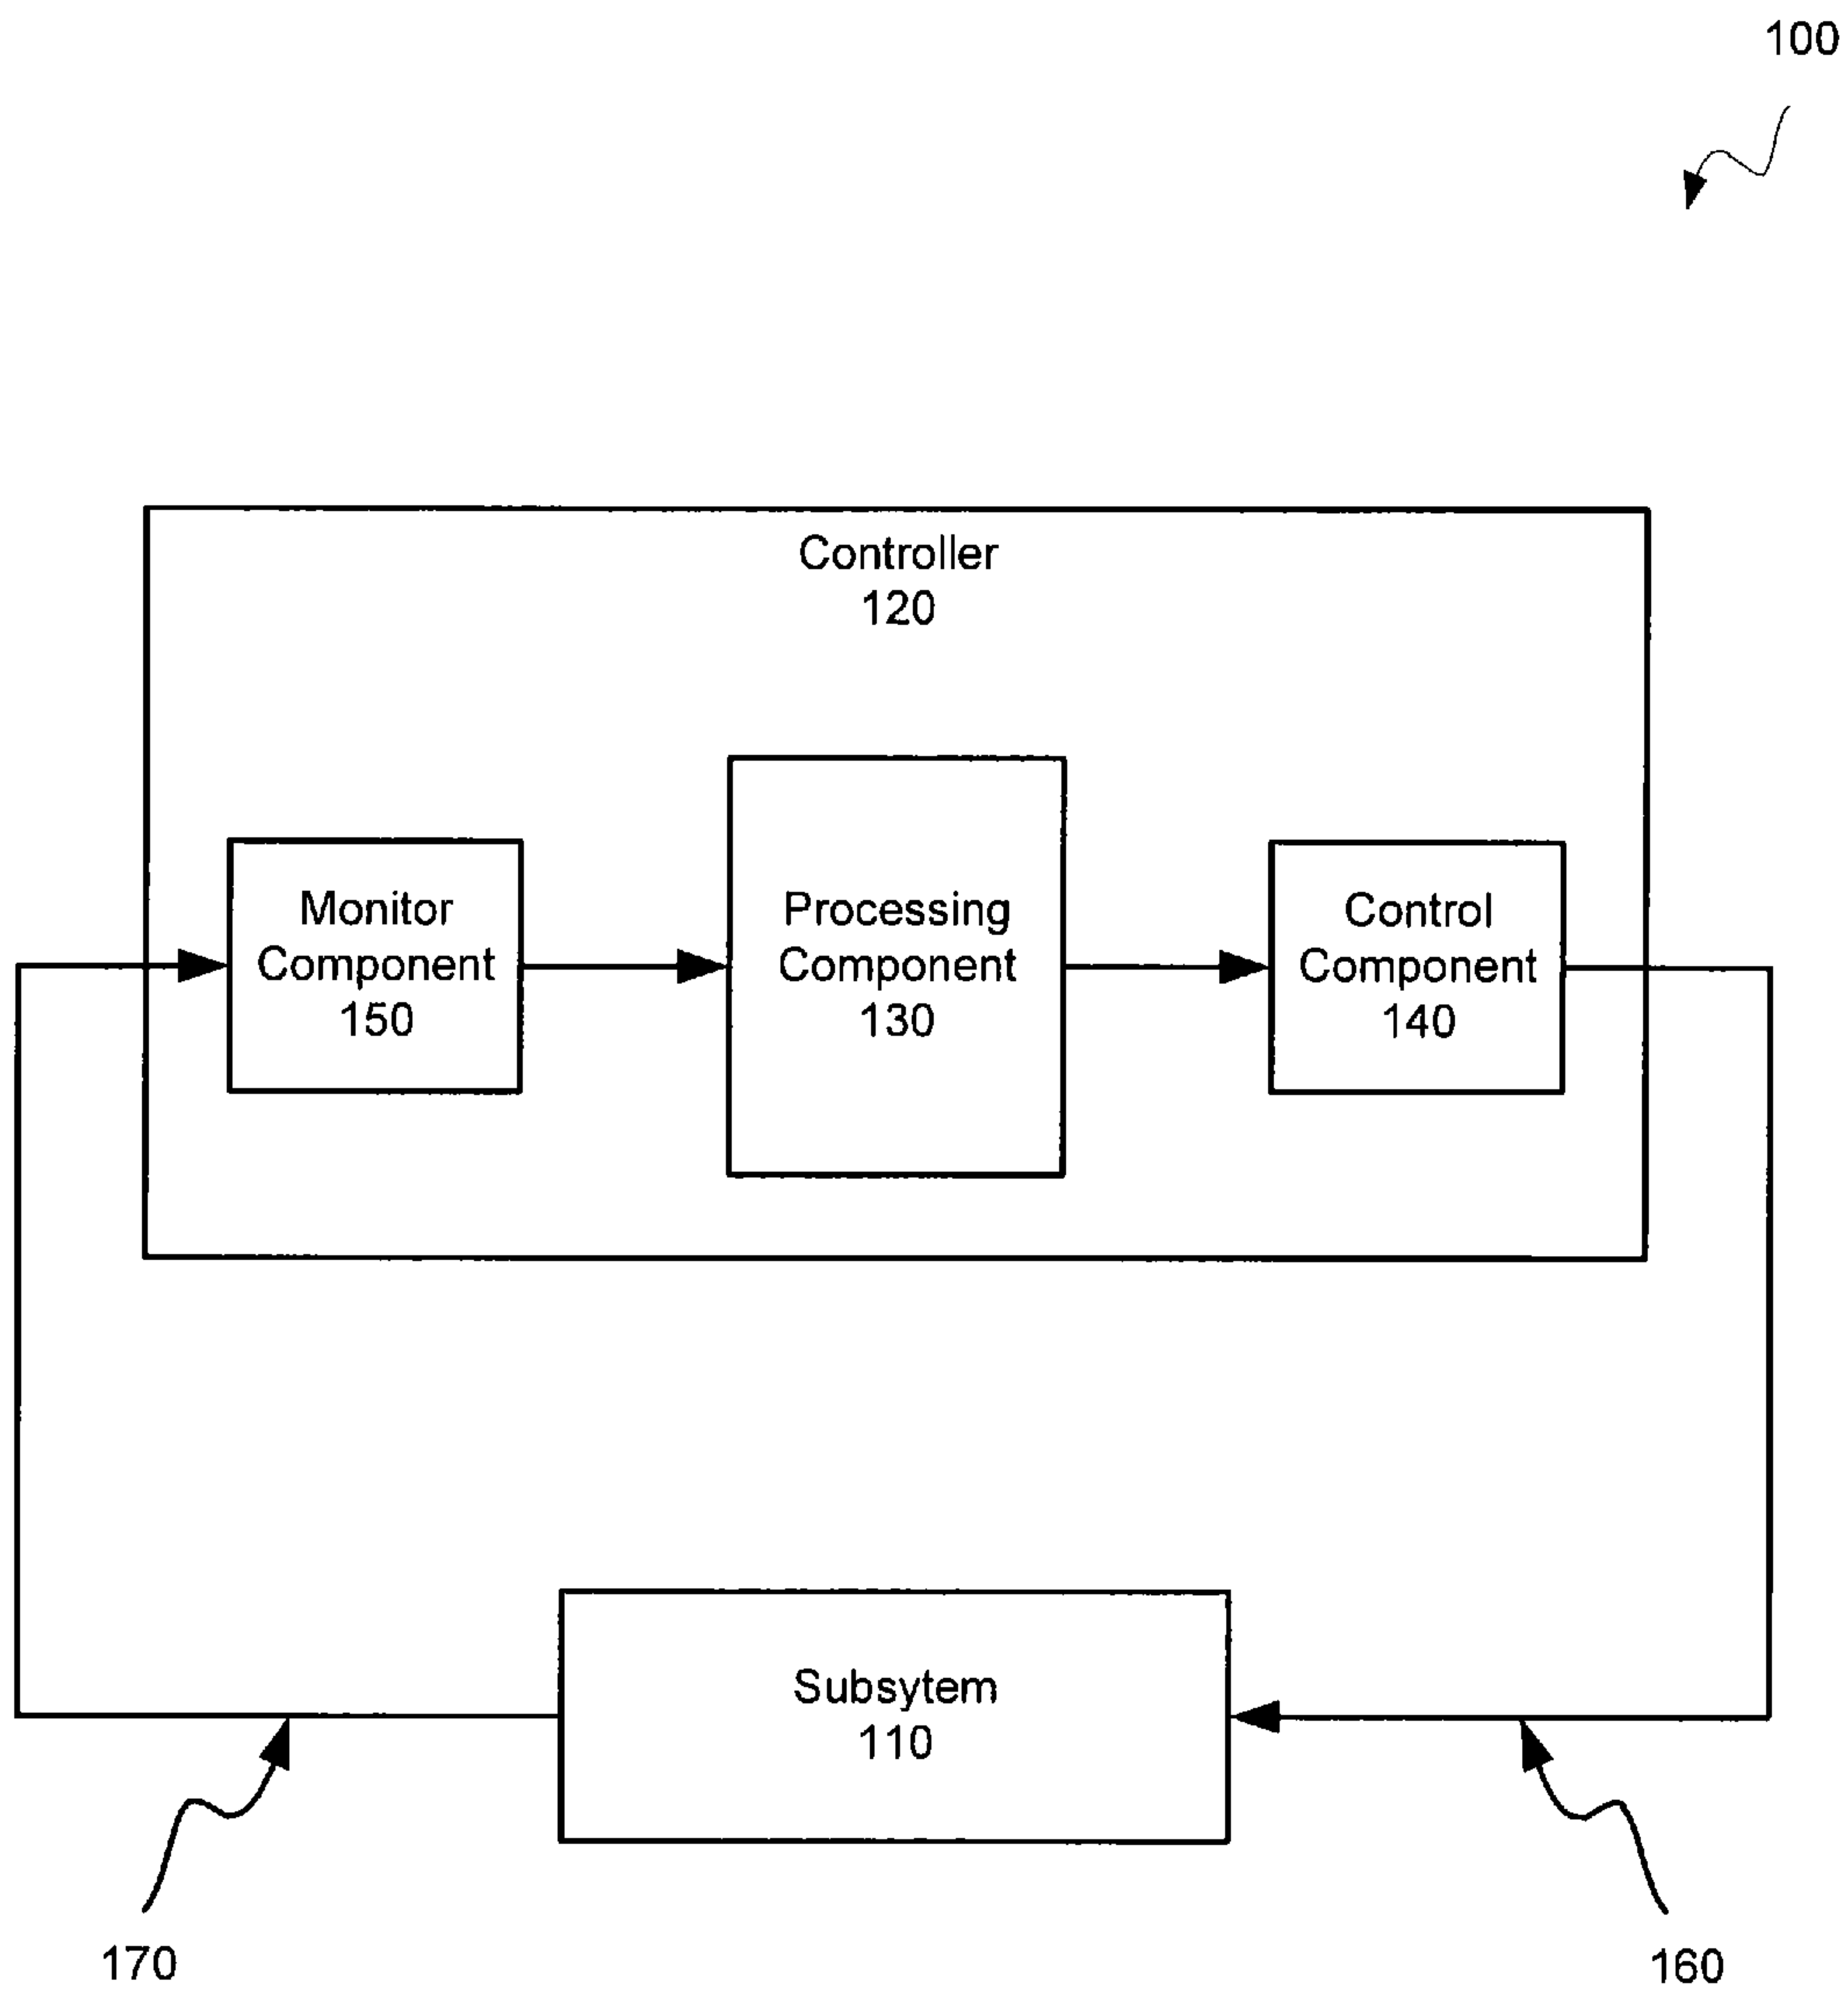 100
Controller
120
Monitor
Component
150
Processing
Component
130
Control
Component
140
Subsytem
110
170
160